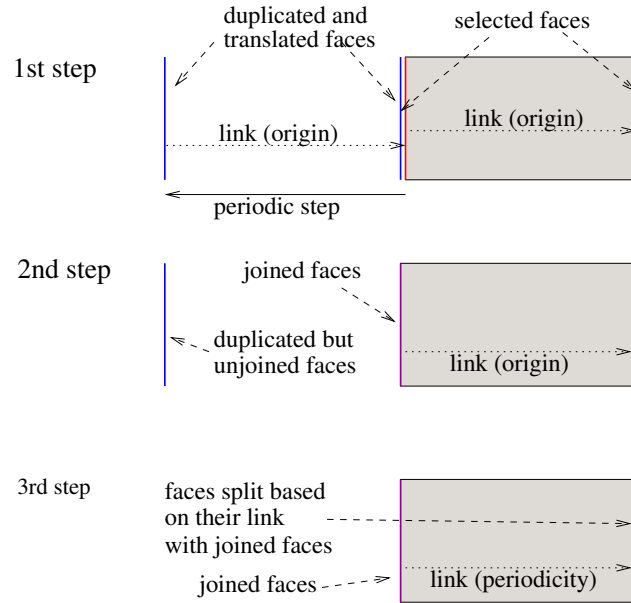 duplicated and
translated faces
selected faces
1st step
link (origin)
link (origin)
periodic step
2nd step
joined faces
duplicated but
unjoined faces
link (origin)
3rd step
faces split based
on their link
with joined faces
joined faces
link (periodicity)